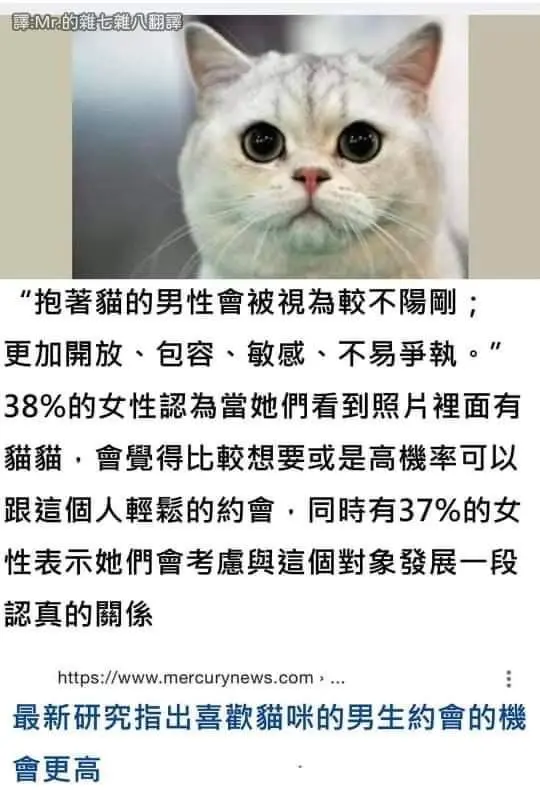 譯:Mr.的雜七雜八翻譯
“抱著貓的男性會被視為較不陽剛；
更加開放、包容、敏感、不易爭執。”
38%的女性認為當她們看到照片裡面有
貓貓，會覺得比較想要或是高機率可以
跟這個人輕鬆的約會，同時有37%的女
性表示她們會考慮與這個對象發展一段
認真的關係
https://www.mercurynews.com › ...
最新研究指出喜歡貓咪的男生約會的機
會更高